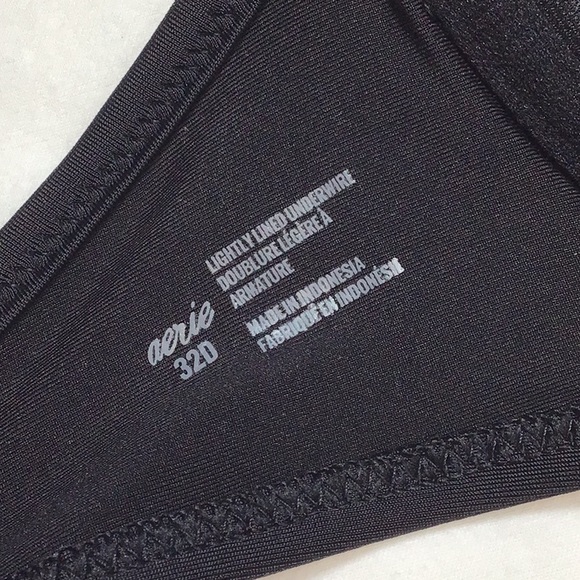 LIGHTLY LINED UNDERWIRE
DOUBLURE LÉGÈRE À
ARMATURE
MADE IN INDONESIA
FABRIQUÉ EN INDONÉSIE
aerie
32D